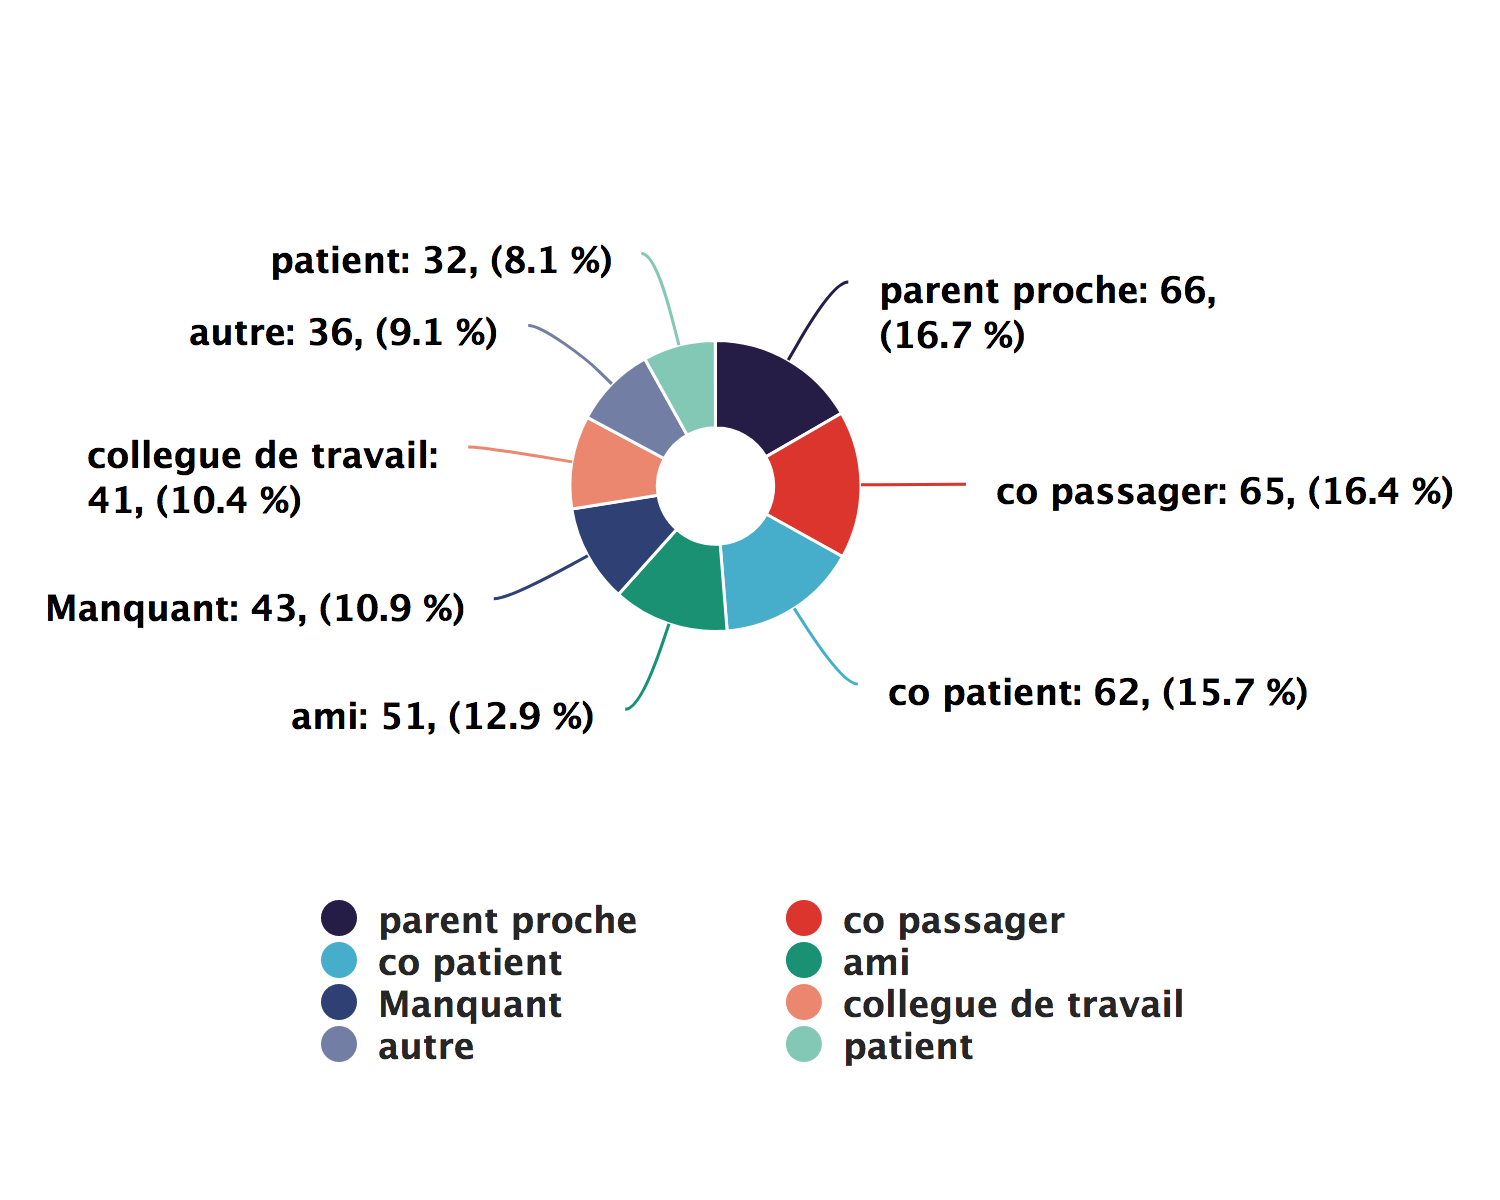 patient: 32, (8.1 %)
parent proche: 66,
(16.7 %)
autre: 36, (9.1 %)
collegue de travail:
41, (10.4 %)
co passager: 65, (16.4 %)
Manquant: 43, (10.9 %)
co patient: 62, (15.7 %)
ami: 51, (12.9 %)
parent proche
co passager
co patient
ami
Manquant
collegue de travail
autre
patient